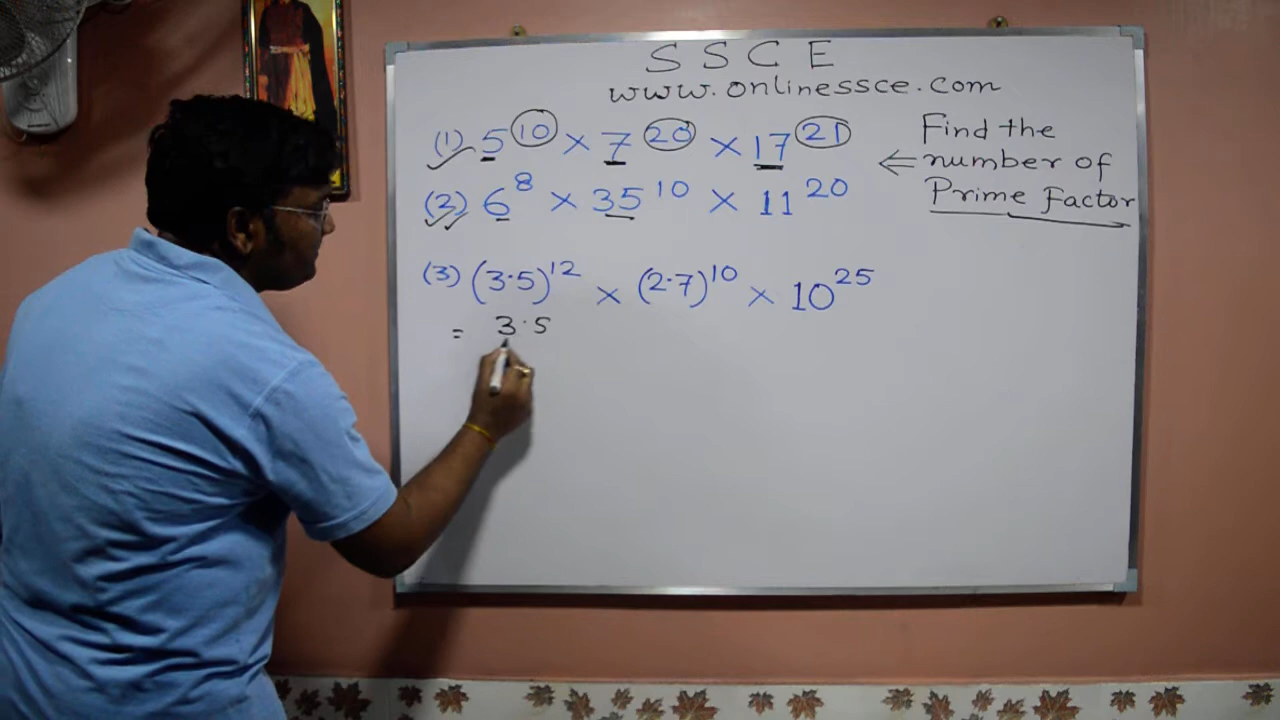 S S C E
www.onlinessce.com
(1) 5^10 × 7^20 × 17^21
(2) 6^8 × 35^10 × 11^20
(3) (3·5)^12 × (2·7)^10 × 10^25
= 3·5
Find the
⇐ number of
Prime Factor